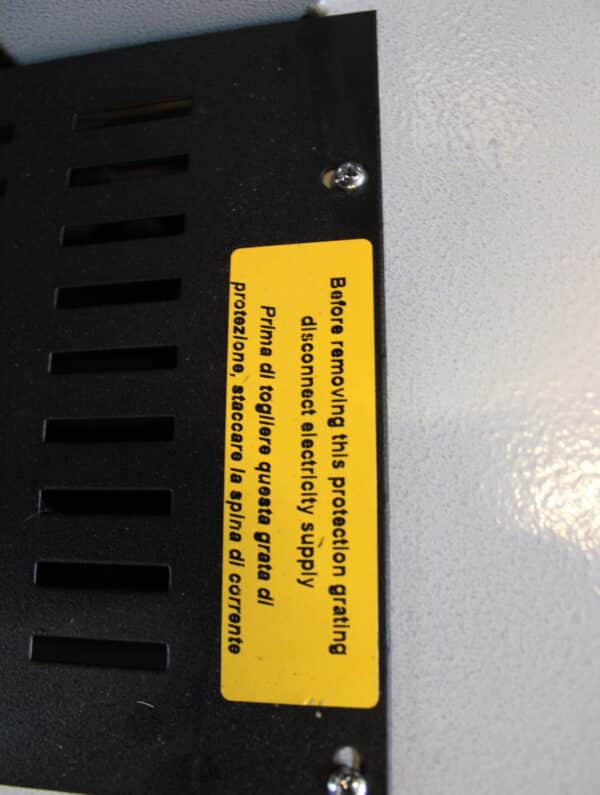 Before removing this protection grating
disconnect electricity supply
Prima di togliere questa grata di
protezione, staccare la spina di corrente